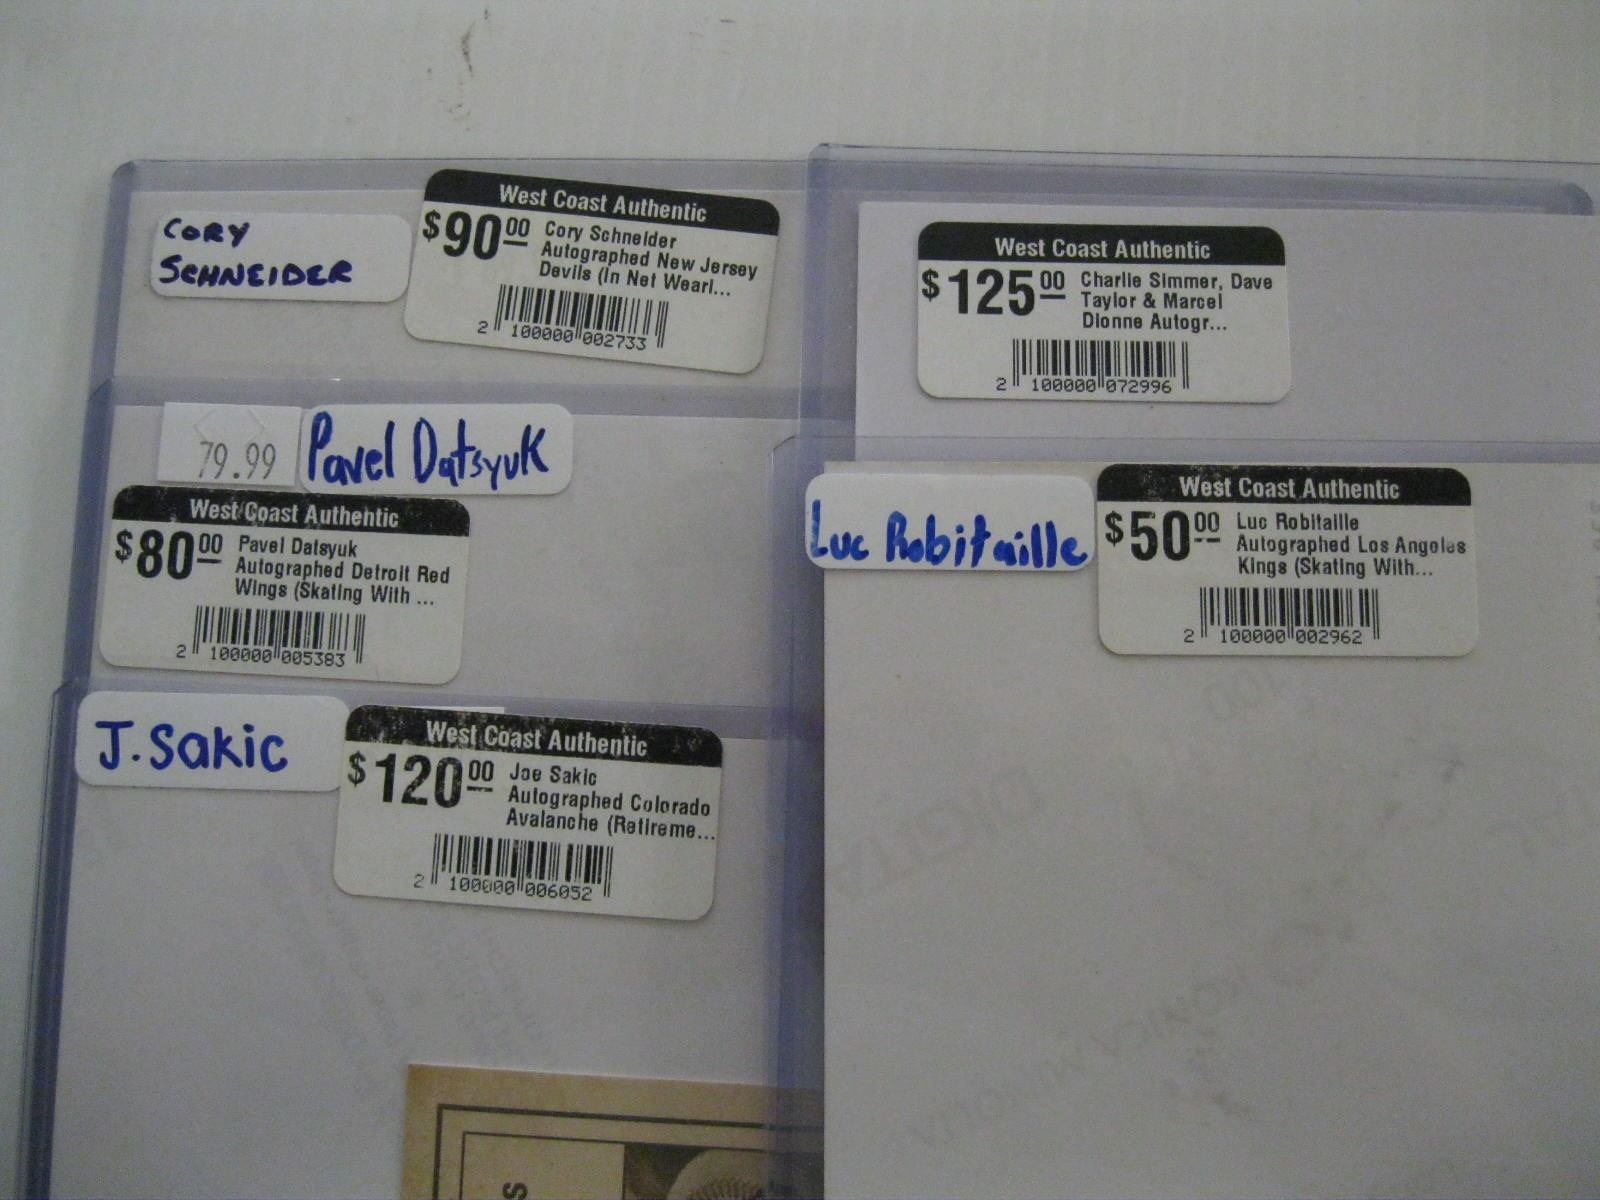 CORY
SCHNEIDER
West Coast Authentic
$90.00
Cory Schneider
Autographed New Jersey
Devils (In Net Weari...
2 100000 002733
West Coast Authentic
$125.00
Charlie Simmer, Dave
Taylor & Marcel
Dionne Autogr...
2 100000 072996
79.99
Pavel Datsyuk
West Coast Authentic
$80.00
Pavel Datsyuk
Autographed Detroit Red
Wings (Skating With ...
2 100000 005383
Luc Robitaille
West Coast Authentic
$50.00
Luc Robitaille
Autographed Los Angeles
Kings (Skating With...
2 100000 002962
J. Sakic
West Coast Authentic
$120.00
Joe Sakic
Autographed Colorado
Avalanche (Retireme...
2 100000 006052
KONICA MINOLTA
S